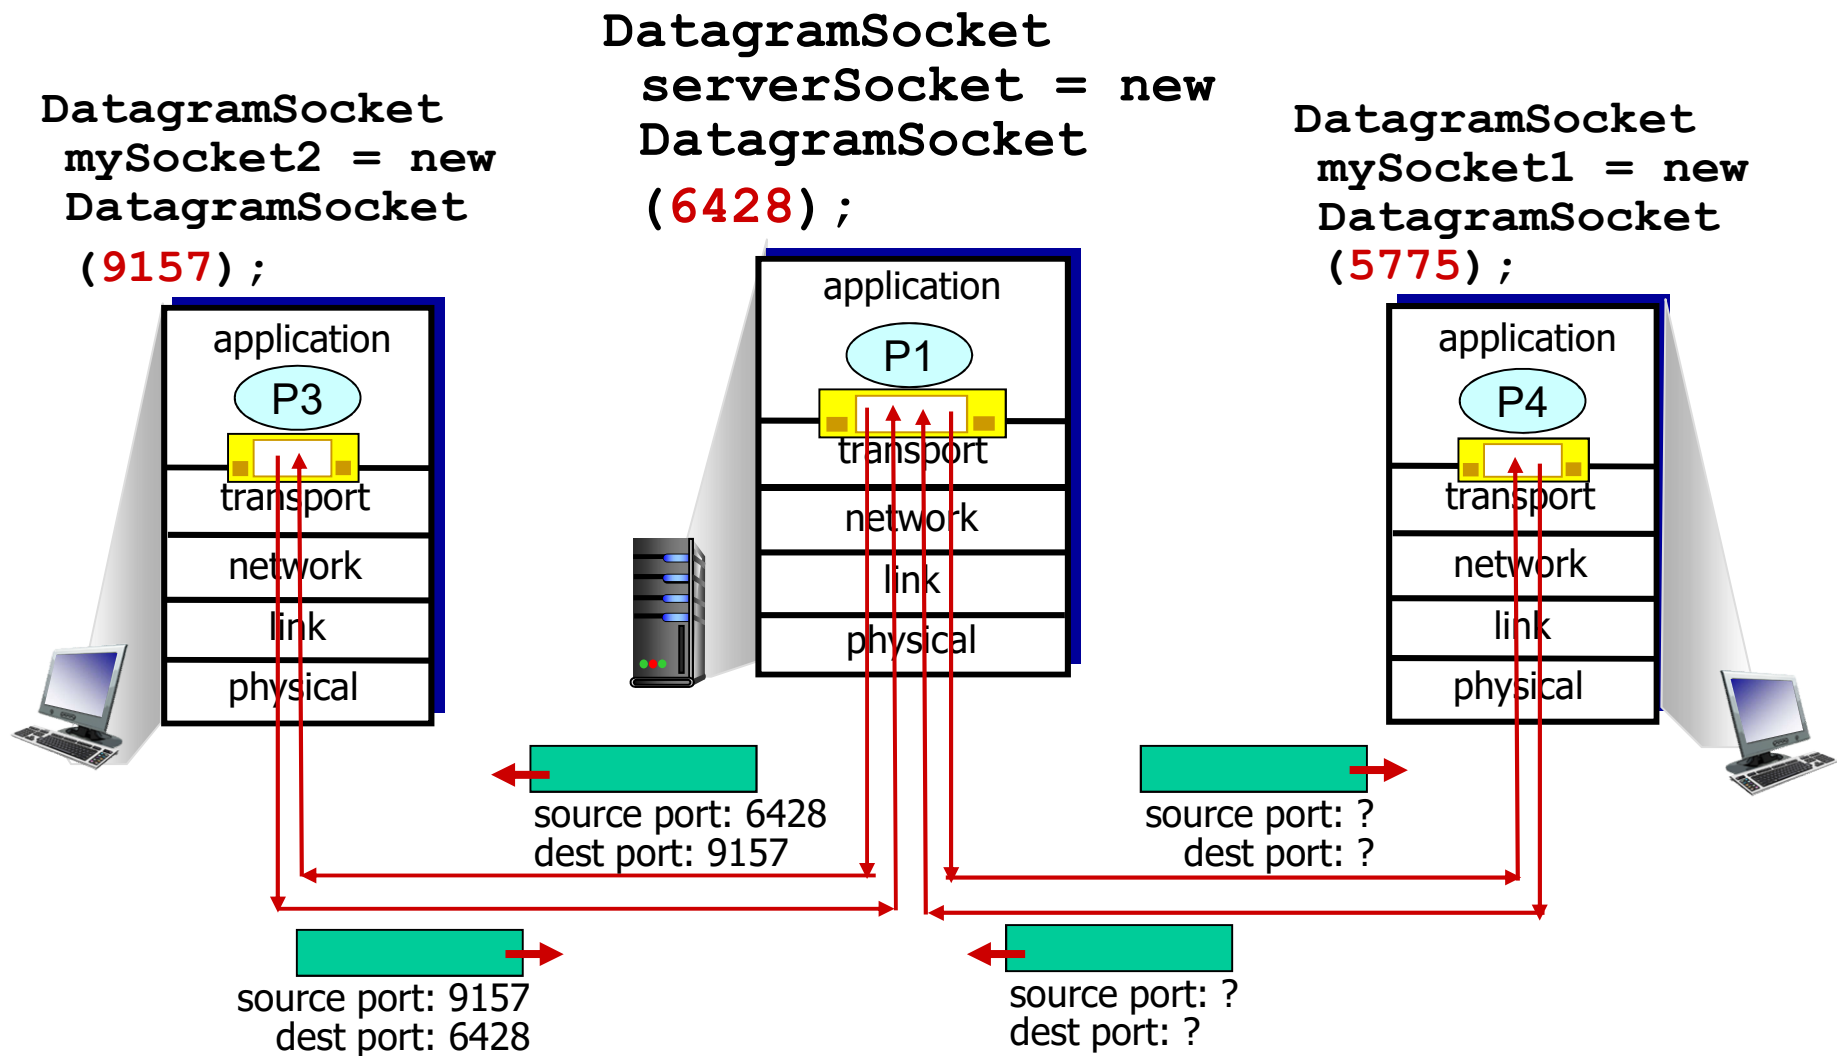 DatagramSocket
serverSocket = new
DatagramSocket
(6428);
DatagramSocket
mySocket2 = new
DatagramSocket
(9157);
DatagramSocket
mySocket1 = new
DatagramSocket
(5775);
application
P3
transport
network
link
physical
application
P1
transport
network
link
physical
application
P4
transport
network
link
physical
source port: 6428
dest port: 9157
source port: ?
dest port: ?
source port: 9157
dest port: 6428
source port: ?
dest port: ?